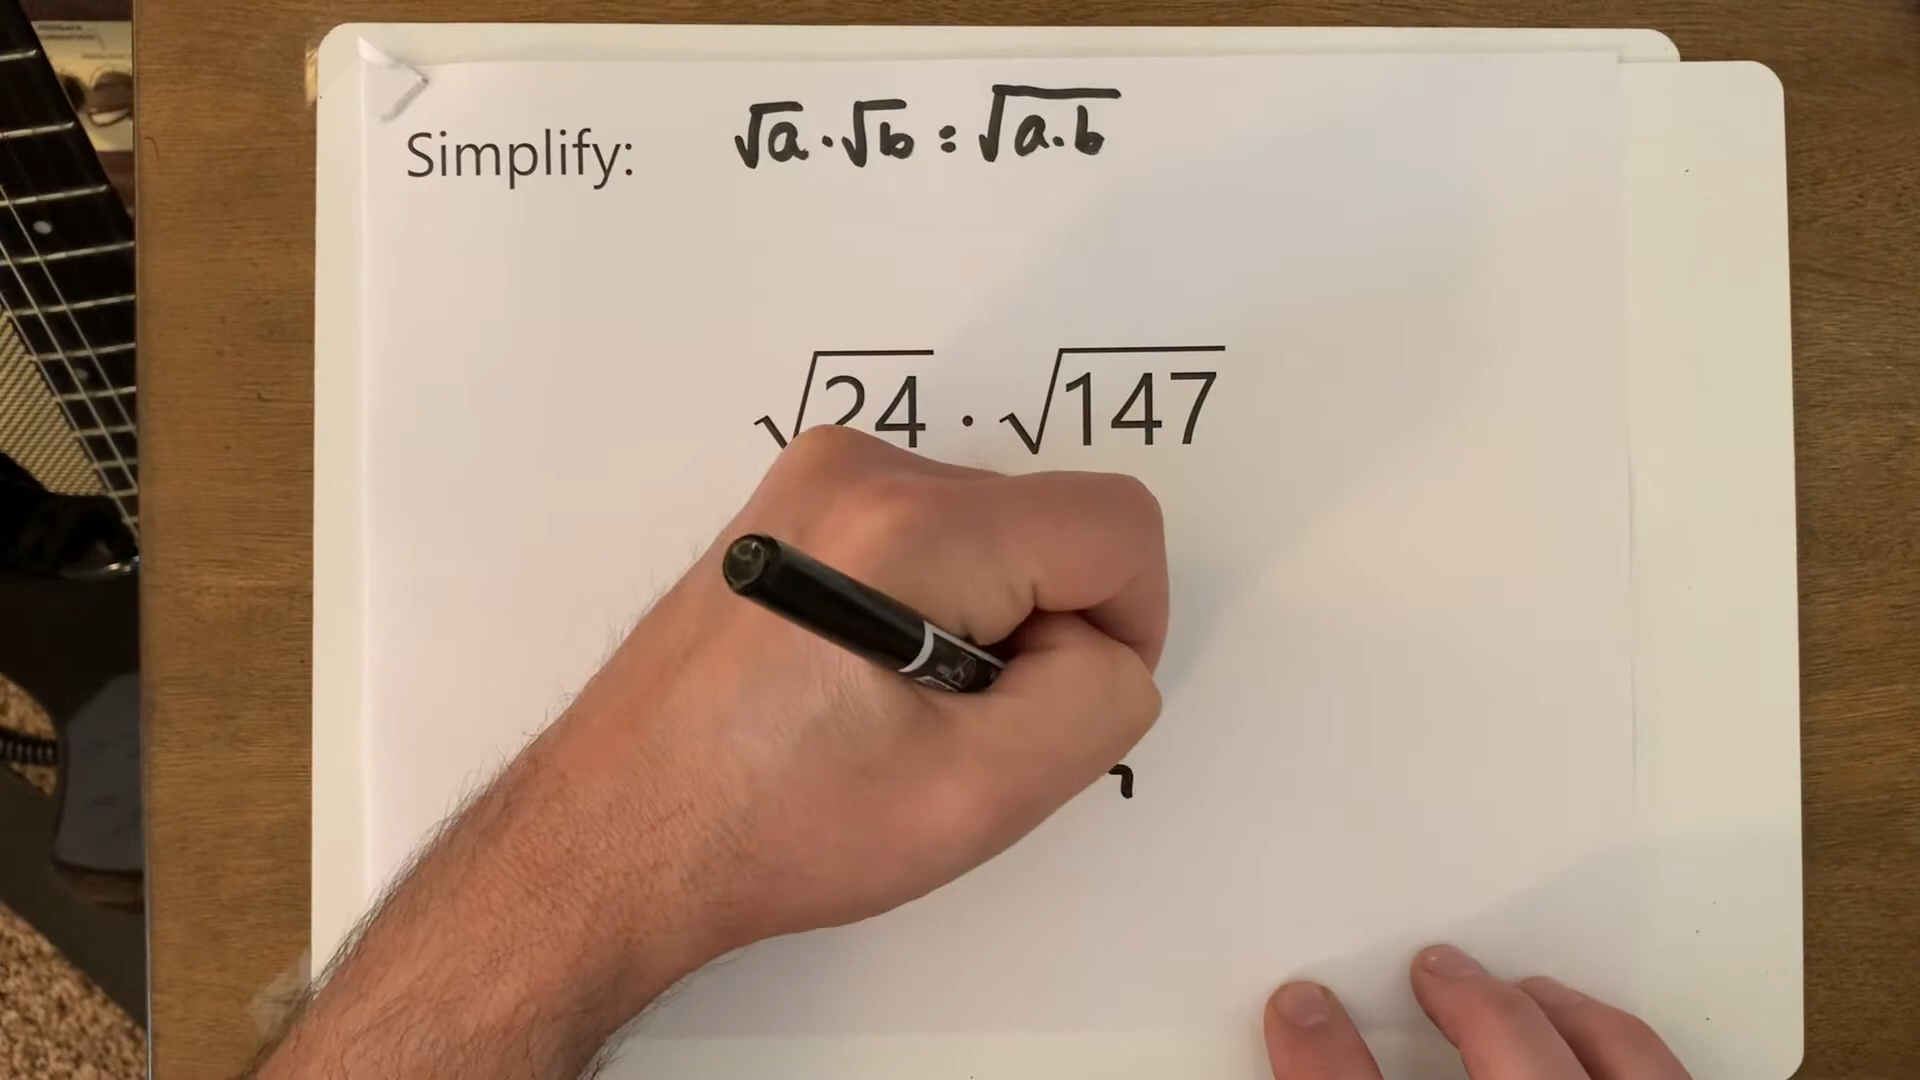 Simplify: √a · √b = √a·b
√24 · √147